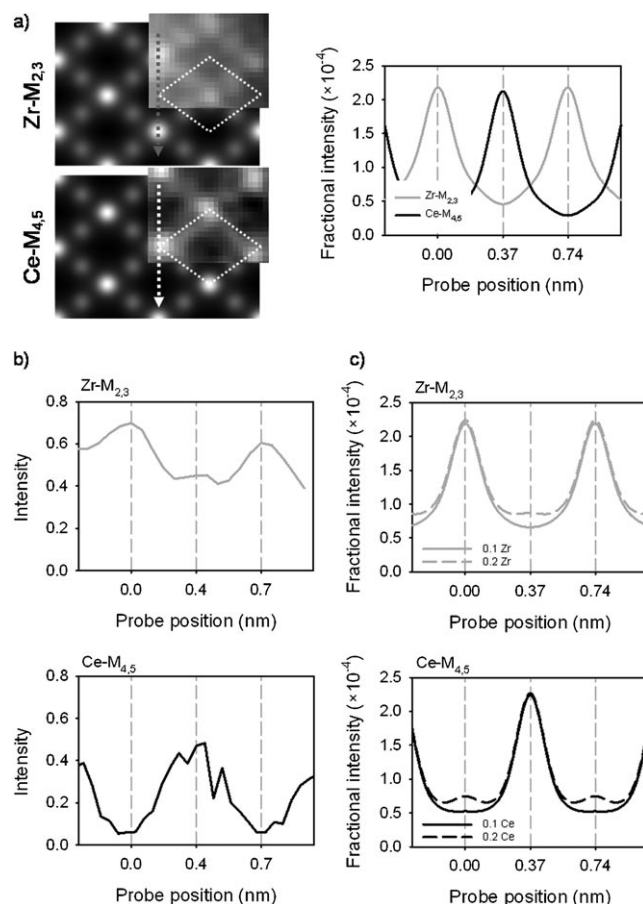 a)
Zr-M2,3
Ce-M4,5
Fractional intensity (×10-4)
2.5
2.0
1.5
1.0
0.5
0.0
Zr-M2,3
Ce-M4,5
0.00 0.37 0.74
Probe position (nm)
b)
Zr-M2,3
Intensity
0.8
0.6
0.4
0.2
0.0
0.0 0.4 0.7
Probe position (nm)
Ce-M4,5
Intensity
0.8
0.6
0.4
0.2
0.0
0.0 0.4 0.7
Probe position (nm)
c)
Zr-M2,3
Fractional intensity (×10-4)
2.5
2.0
1.5
1.0
0.5
0.0
0.1 Zr
0.2 Zr
0.00 0.37 0.74
Probe position (nm)
Ce-M4,5
Fractional intensity (×10-4)
2.5
2.0
1.5
1.0
0.5
0.0
0.1 Ce
0.2 Ce
0.00 0.37 0.74
Probe position (nm)